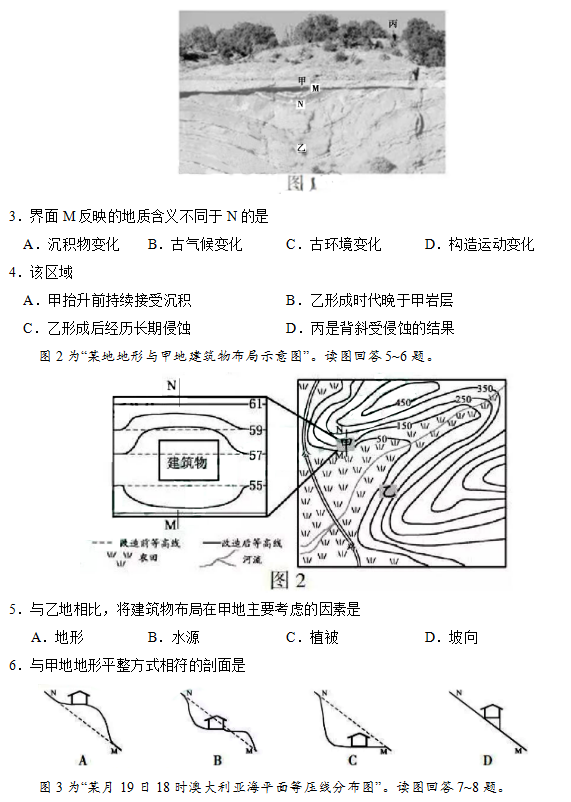 丙
甲
M
N
乙
图 1
3．界面 M 反映的地质含义不同于 N 的是
A．沉积物变化 B．古气候变化 C．古环境变化 D．构造运动变化
4．该区域
A．甲抬升前持续接受沉积 B．乙形成时代晚于甲岩层
C．乙形成后经历长期侵蚀 D．丙是背斜受侵蚀的结果
图 2 为“某地地形与甲地建筑物布局示意图”。读图回答 5~6 题。
N
61
59
57
55
建筑物
M
350
450
250
150
50
N
甲
M
乙
改造前等高线 改造后等高线
农田 河流
图 2
5．与乙地相比，将建筑物布局在甲地主要考虑的因素是
A．地形 B．水源 C．植被 D．坡向
6．与甲地地形平整方式相符的剖面是
N M N M N M N M
A B C D
图 3 为“某月 19 日 18 时澳大利亚海平面等压线分布图”。读图回答 7~8 题。